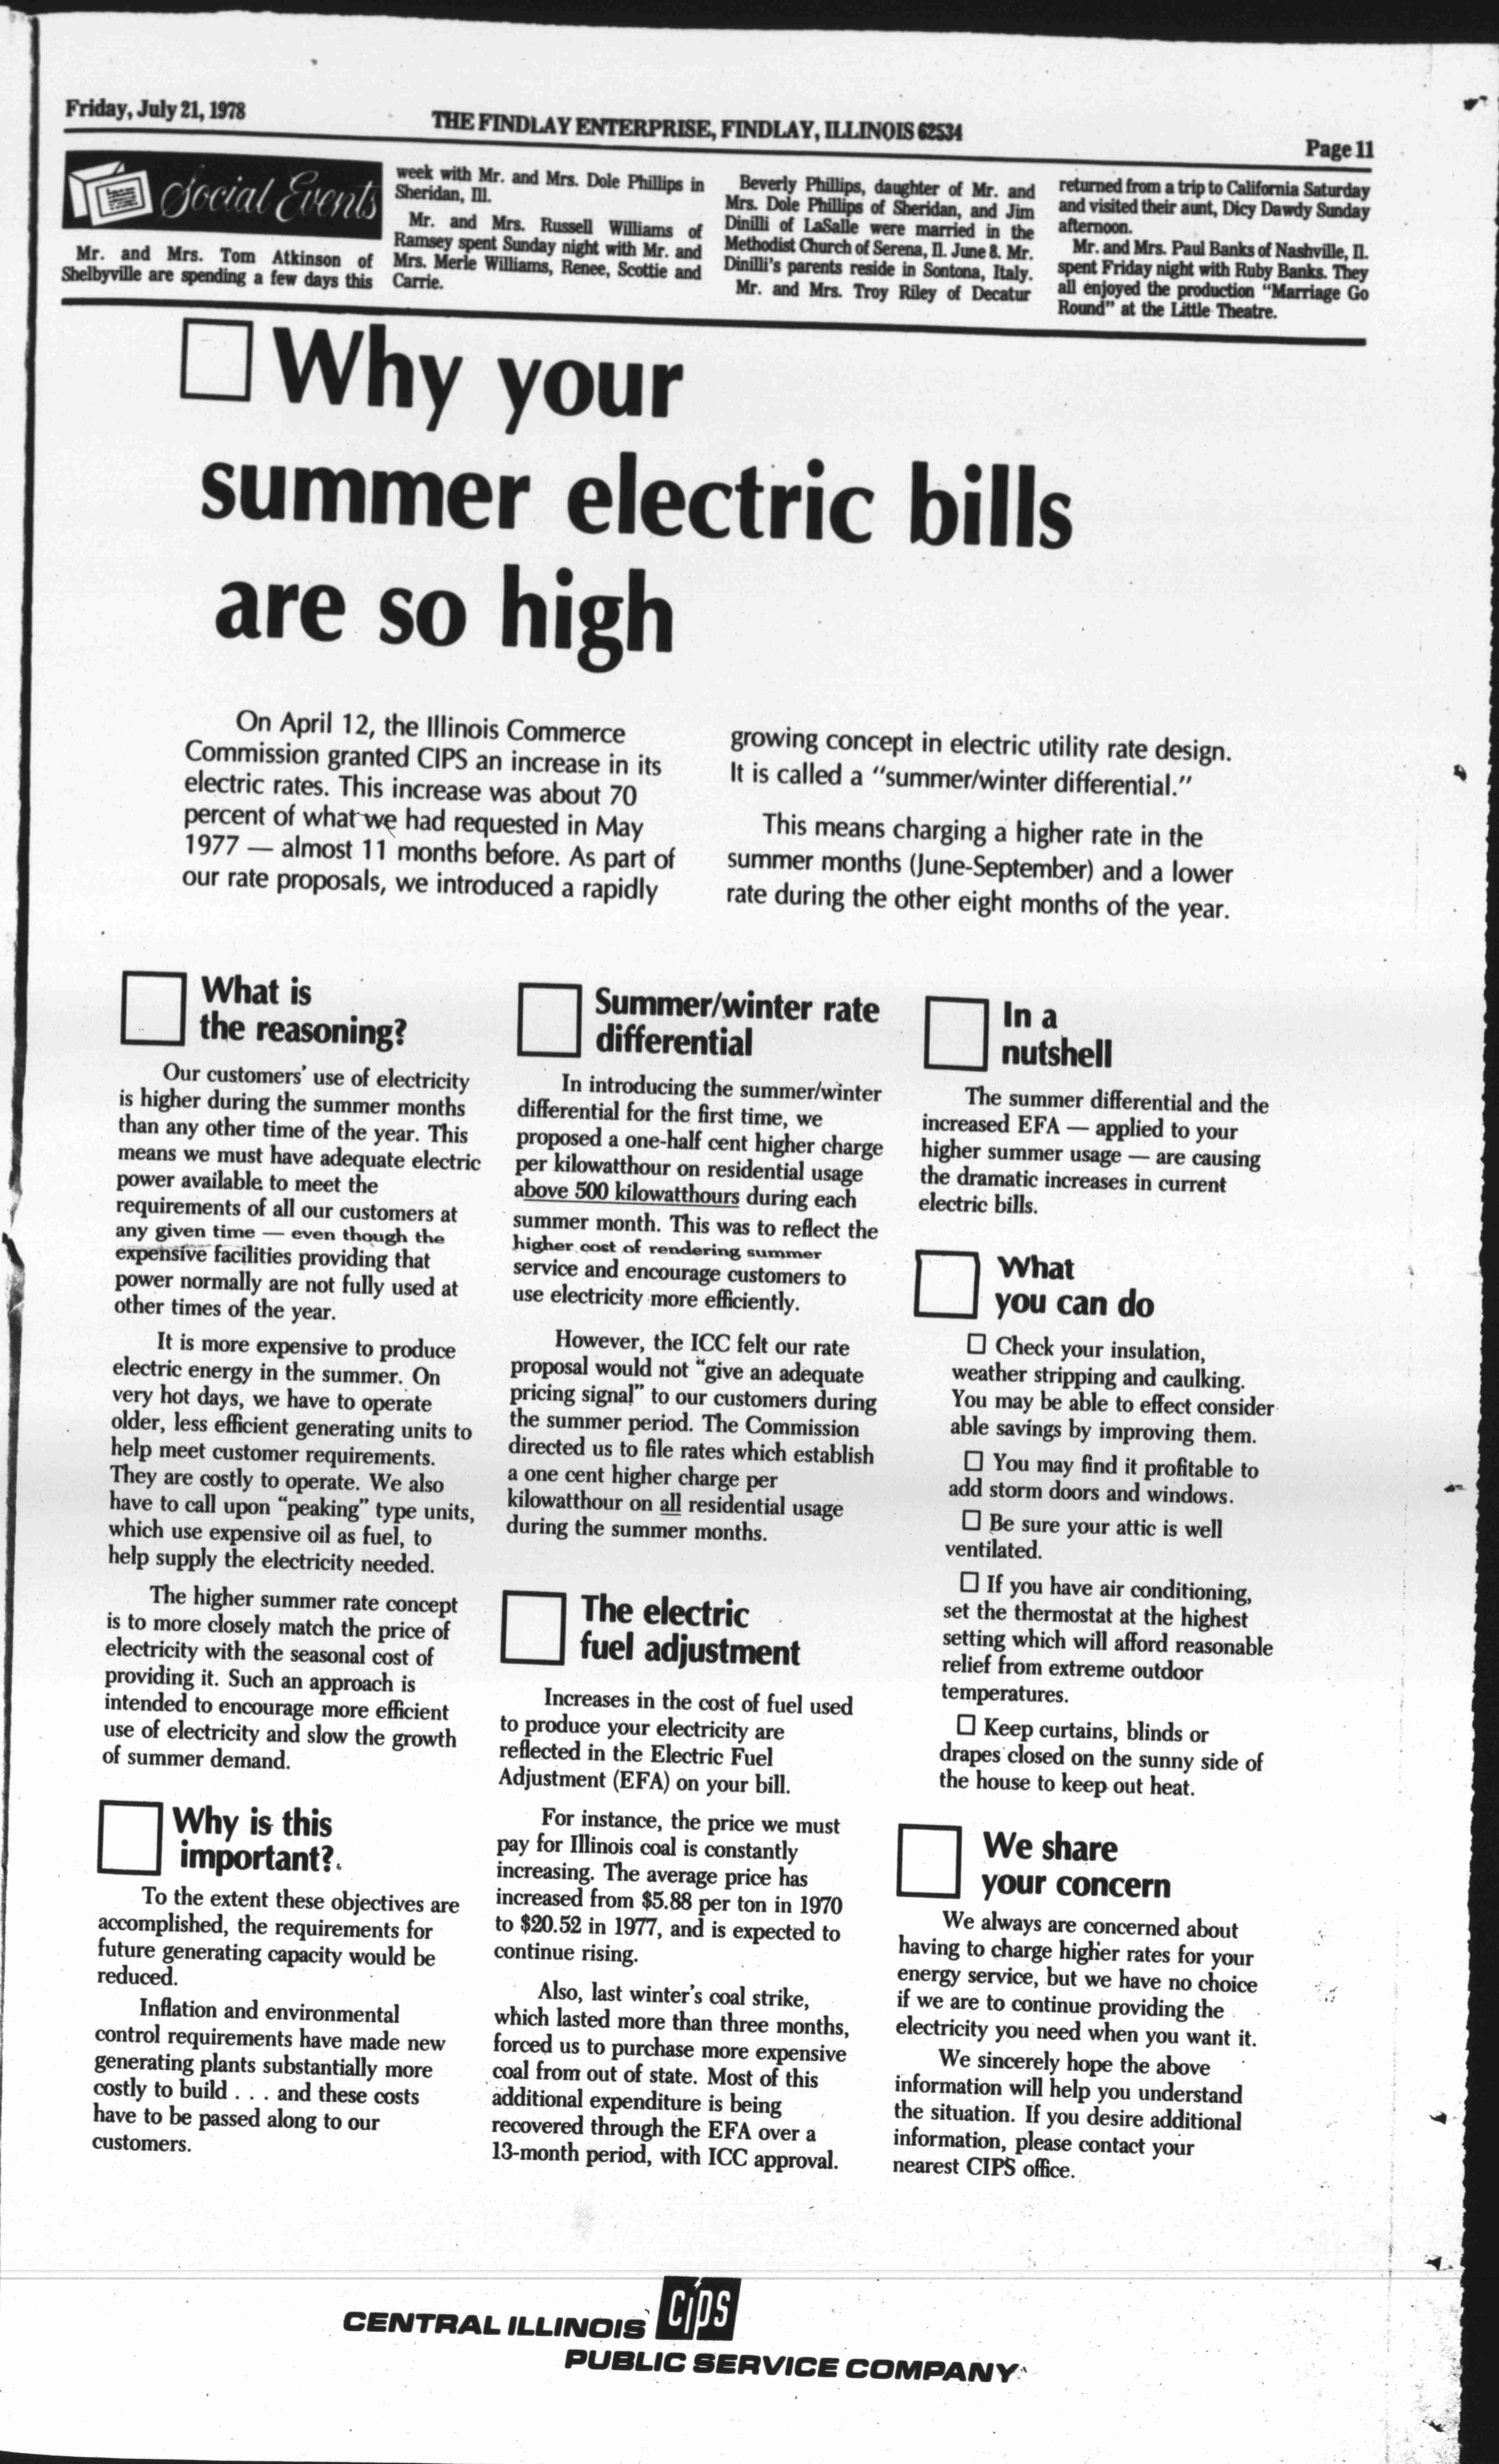 Friday, July 21, 1978
THE FINDLAY ENTERPRISE, FINDLAY, ILLINOIS 62534
Page 11
Social Events
Mr. and Mrs. Tom Atkinson of
Shelbyville are spending a few days this
week with Mr. and Mrs. Dole Phillips in
Sheridan, Ill.
Mr. and Mrs. Russell Williams of
Ramsey spent Sunday night with Mr. and
Mrs. Merle Williams, Renee, Scottie and
Carrie.
Beverly Phillips, daughter of Mr. and
Mrs. Dole Phillips of Sheridan, and Jim
Dinilli of LaSalle were married in the
Methodist Church of Serena, Il. June 8. Mr.
Dinilli's parents reside in Sontona, Italy.
Mr. and Mrs. Troy Riley of Decatur
returned from a trip to California Saturday
and visited their aunt, Dicy Dawdy Sunday
afternoon.
Mr. and Mrs. Paul Banks of Nashville, Il.
spent Friday night with Ruby Banks. They
all enjoyed the production "Marriage Go
Round" at the Little Theatre.
Why your
summer electric bills
are so high
On April 12, the Illinois Commerce
Commission granted CIPS an increase in its
electric rates. This increase was about 70
percent of what we had requested in May
1977 — almost 11 months before. As part of
our rate proposals, we introduced a rapidly
growing concept in electric utility rate design.
It is called a "summer/winter differential."
This means charging a higher rate in the
summer months (June-September) and a lower
rate during the other eight months of the year.
What is
the reasoning?
Our customers' use of electricity
is higher during the summer months
than any other time of the year. This
means we must have adequate electric
power available to meet the
requirements of all our customers at
any given time — even though the
expensive facilities providing that
power normally are not fully used at
other times of the year.
It is more expensive to produce
electric energy in the summer. On
very hot days, we have to operate
older, less efficient generating units to
help meet customer requirements.
They are costly to operate. We also
have to call upon "peaking" type units,
which use expensive oil as fuel, to
help supply the electricity needed.
The higher summer rate concept
is to more closely match the price of
electricity with the seasonal cost of
providing it. Such an approach is
intended to encourage more efficient
use of electricity and slow the growth
of summer demand.
Why is this
important?
To the extent these objectives are
accomplished, the requirements for
future generating capacity would be
reduced.
Inflation and environmental
control requirements have made new
generating plants substantially more
costly to build . . . and these costs
have to be passed along to our
customers.
Summer/winter rate
differential
In introducing the summer/winter
differential for the first time, we
proposed a one-half cent higher charge
per kilowatthour on residential usage
above 500 kilowatthours during each
summer month. This was to reflect the
higher cost of rendering summer
service and encourage customers to
use electricity more efficiently.
However, the ICC felt our rate
proposal would not "give an adequate
pricing signal" to our customers during
the summer period. The Commission
directed us to file rates which establish
a one cent higher charge per
kilowatthour on all residential usage
during the summer months.
The electric
fuel adjustment
Increases in the cost of fuel used
to produce your electricity are
reflected in the Electric Fuel
Adjustment (EFA) on your bill.
For instance, the price we must
pay for Illinois coal is constantly
increasing. The average price has
increased from $5.88 per ton in 1970
to $20.52 in 1977, and is expected to
continue rising.
Also, last winter's coal strike,
which lasted more than three months,
forced us to purchase more expensive
coal from out of state. Most of this
additional expenditure is being
recovered through the EFA over a
13-month period, with ICC approval.
In a
nutshell
The summer differential and the
increased EFA — applied to your
higher summer usage — are causing
the dramatic increases in current
electric bills.
What
you can do
Check your insulation,
weather stripping and caulking.
You may be able to effect consider-
able savings by improving them.
You may find it profitable to
add storm doors and windows.
Be sure your attic is well
ventilated.
If you have air conditioning,
set the thermostat at the highest
setting which will afford reasonable
relief from extreme outdoor
temperatures.
Keep curtains, blinds or
drapes closed on the sunny side of
the house to keep out heat.
We share
your concern
We always are concerned about
having to charge higher rates for your
energy service, but we have no choice
if we are to continue providing the
electricity you need when you want it.
We sincerely hope the above
information will help you understand
the situation. If you desire additional
information, please contact your
nearest CIPS office.
CENTRAL ILLINOIS CIPS
PUBLIC SERVICE COMPANY